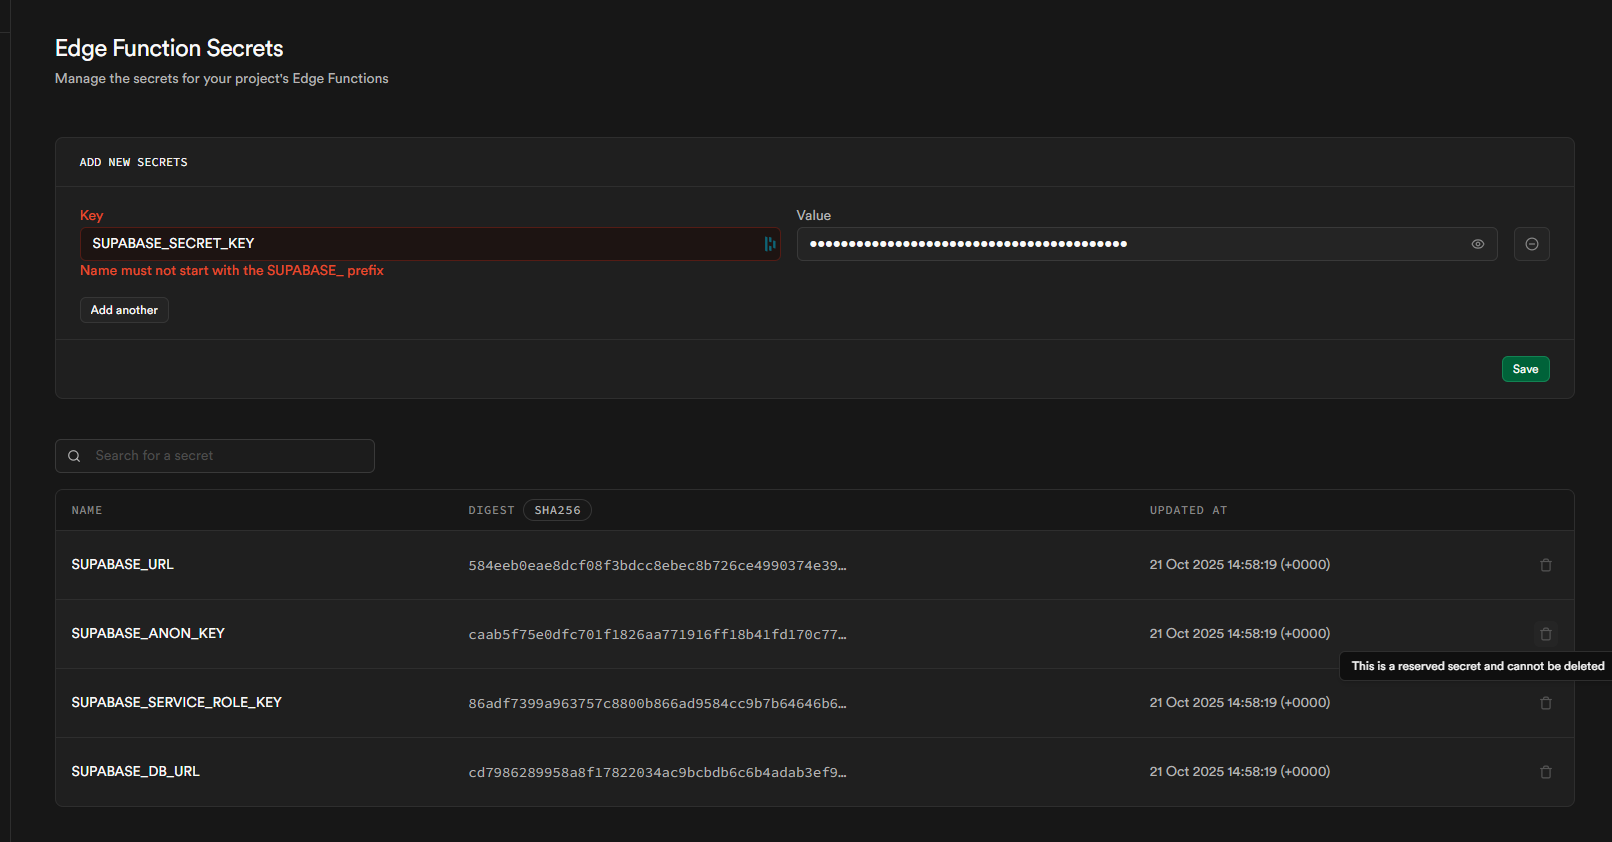 Edge Function Secrets
Manage the secrets for your project's Edge Functions
ADD NEW SECRETS
Key
Value
SUPABASE_SECRET_KEY
Name must not start with the SUPABASE_ prefix
Add another
Save
Search for a secret
NAME DIGEST SHA256 UPDATED AT
SUPABASE_URL 584eeb0eae8dcf08f3bdcc8ebec8b726ce4990374e39… 21 Oct 2025 14:58:19 (+0000)
SUPABASE_ANON_KEY caab5f75e0dfc701f1826aa771916ff18b41fd170c77… 21 Oct 2025 14:58:19 (+0000)
This is a reserved secret and cannot be deleted
SUPABASE_SERVICE_ROLE_KEY 86adf7399a963757c8800b866ad9584cc9b7b64646b6… 21 Oct 2025 14:58:19 (+0000)
SUPABASE_DB_URL cd7986289958a8f17822034ac9bcbdb6c6b4adab3ef9… 21 Oct 2025 14:58:19 (+0000)